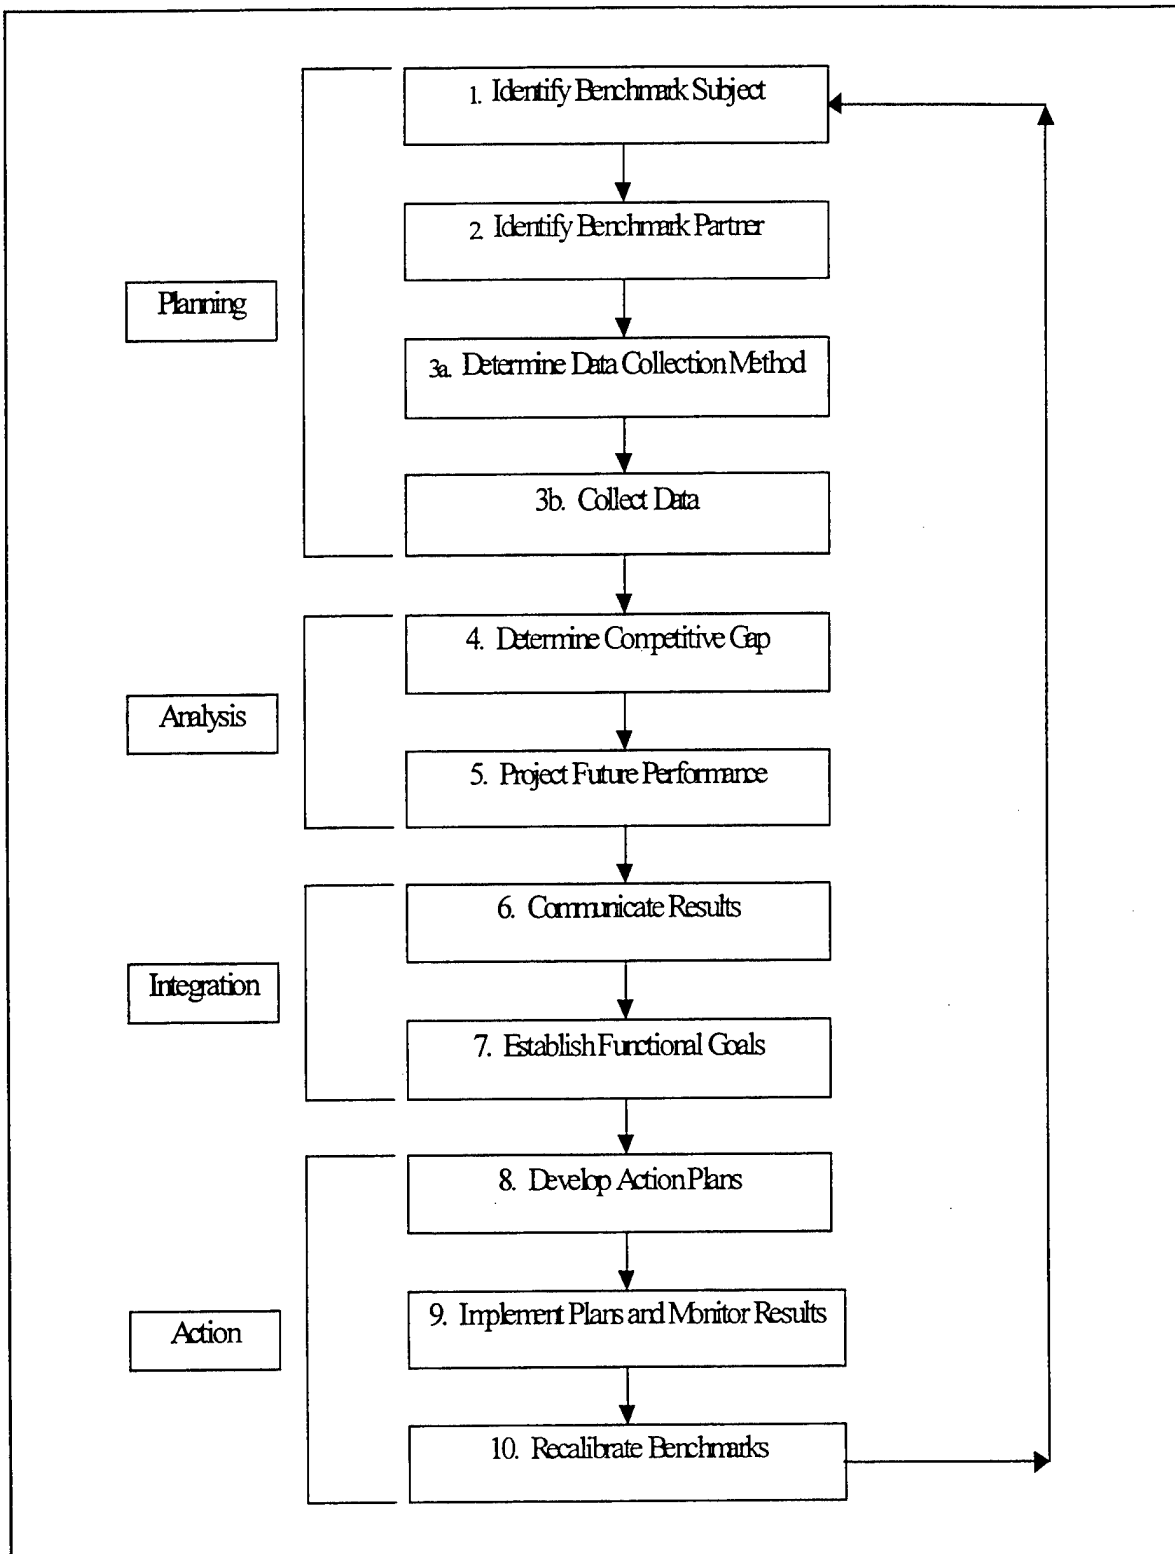 1. Identify Benchmark Subject
2. Identify Benchmark Partner
Planning
3a. Determine Data Collection Method
3b. Collect Data
4. Determine Competitive Gap
Analysis
5. Project Future Performance
6. Communicate Results
Integration
7. Establish Functional Goals
8. Develop Action Plans
9. Implement Plans and Monitor Results
Action
10. Recalibrate Benchmarks